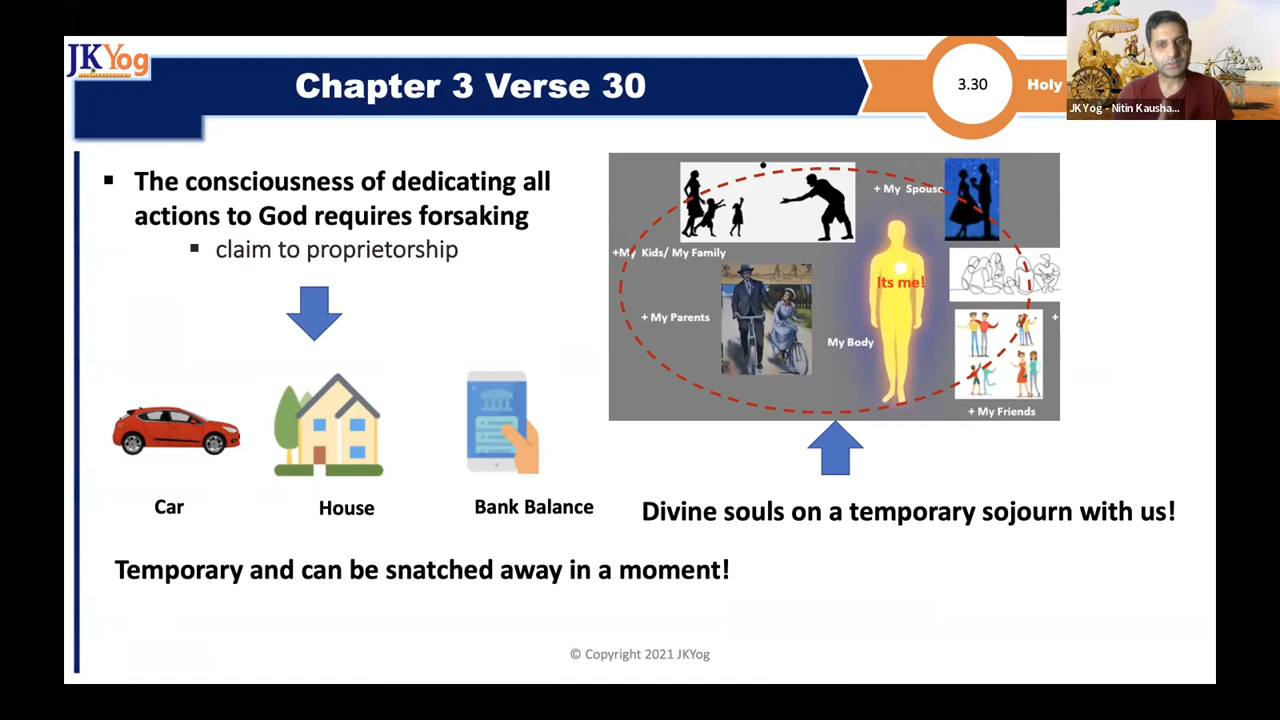 JKYog
Chapter 3 Verse 30
3.30
Holy
JKYog - Nitin Kausha...
▪ The consciousness of dedicating all
actions to God requires forsaking
▪ claim to proprietorship
+ My Spouse
+My Kids/ My Family
Its me!
+ My Parents
+
My Body
+ My Friends
Car
House
Bank Balance
Divine souls on a temporary sojourn with us!
Temporary and can be snatched away in a moment!
© Copyright 2021 JKYog